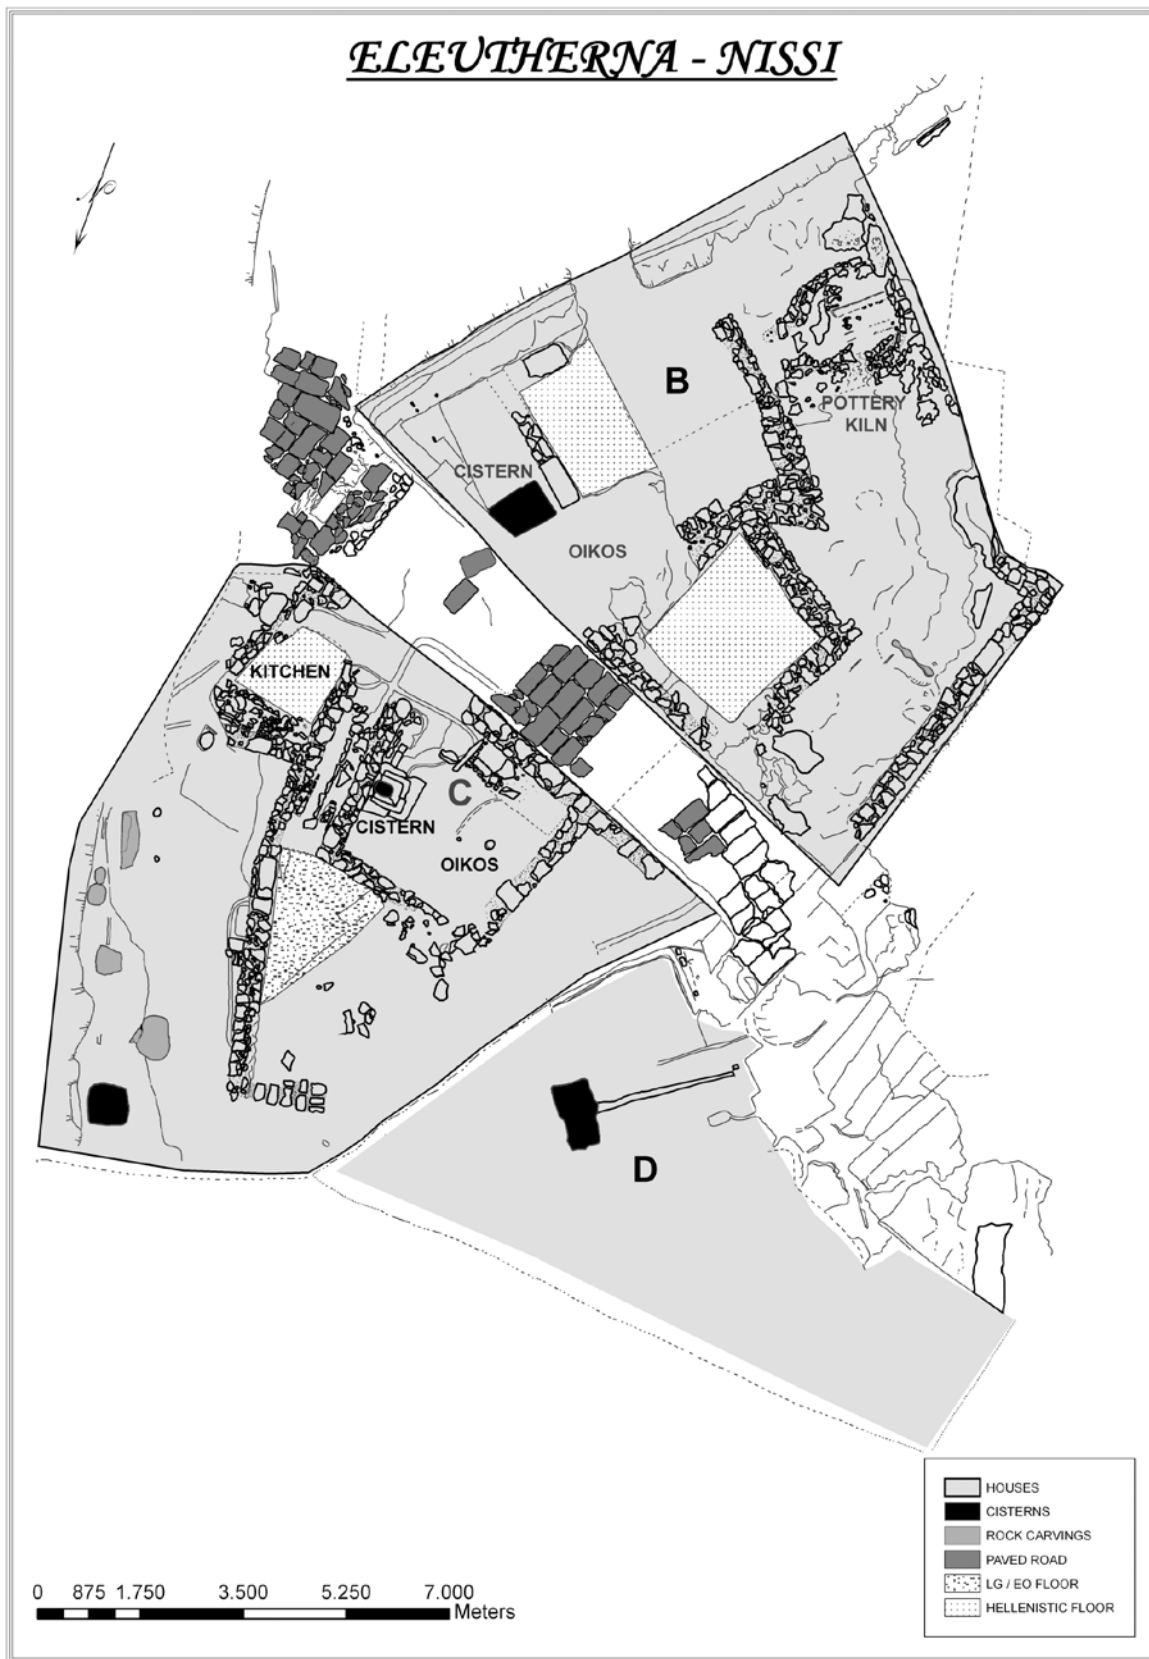 ELEUTHERNA - NISSI
B
POTTERY
KILN
CISTERN
OIKOS
KITCHEN
C
CISTERN
OIKOS
D
HOUSES
CISTERNS
ROCK CARVINGS
PAVED ROAD
LG / EO FLOOR
HELLENISTIC FLOOR
0 875 1.750 3.500 5.250 7.000
Meters